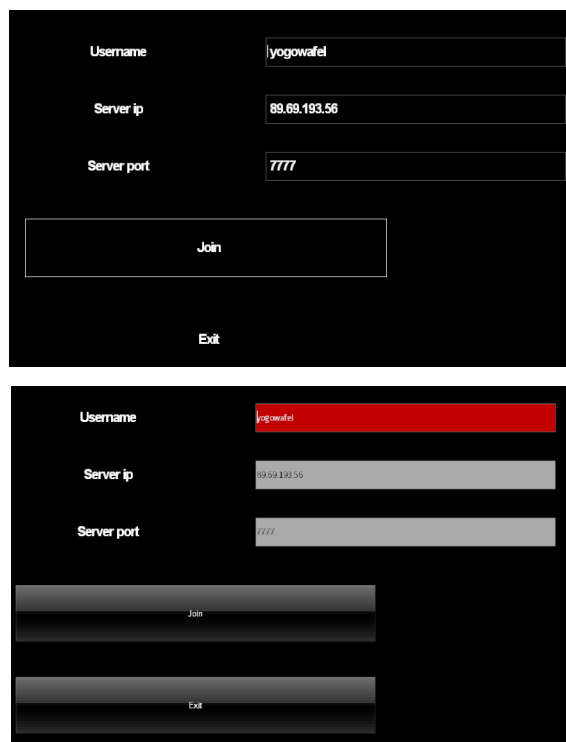 Username yogowafel
Server ip 89.69.193.56
Server port 7777
Join
Exit
Username yogowafel
Server ip 89.69.193.56
Server port 7777
Join
Exit